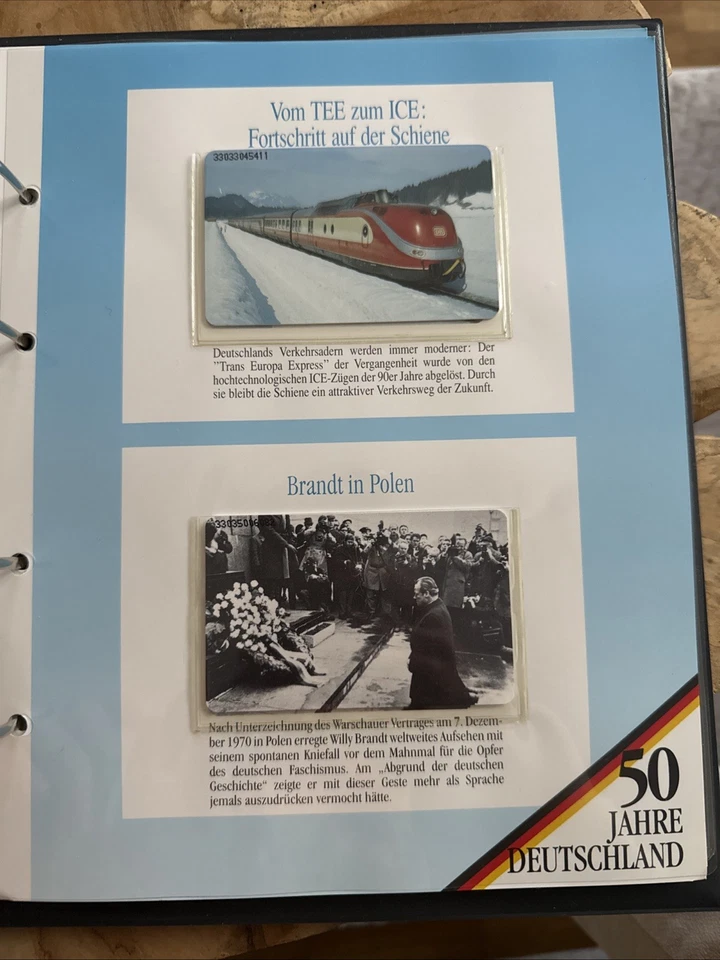 Vom TEE zum ICE:
Fortschritt auf der Schiene
33033045411
Deutschlands Verkehrsadern werden immer moderner: Der
"Trans Europa Express" der Vergangenheit wurde von den
hochtechnologischen ICE-Zügen der 90er Jahre abgelöst. Durch
sie bleibt die Schiene ein attraktiver Verkehrsweg der Zukunft.
Brandt in Polen
Nach Unterzeichnung des Warschauer Vertrages am 7. Dezem-
ber 1970 in Polen erregte Willy Brandt weltweites Aufsehen mit
seinem spontanen Kniefall vor dem Mahnmal für die Opfer
des deutschen Faschismus. Am „Abgrund der deutschen
Geschichte" zeigte er mit dieser Geste mehr als Sprache
jemals auszudrücken vermocht hätte.
50
JAHRE
DEUTSCHLAND